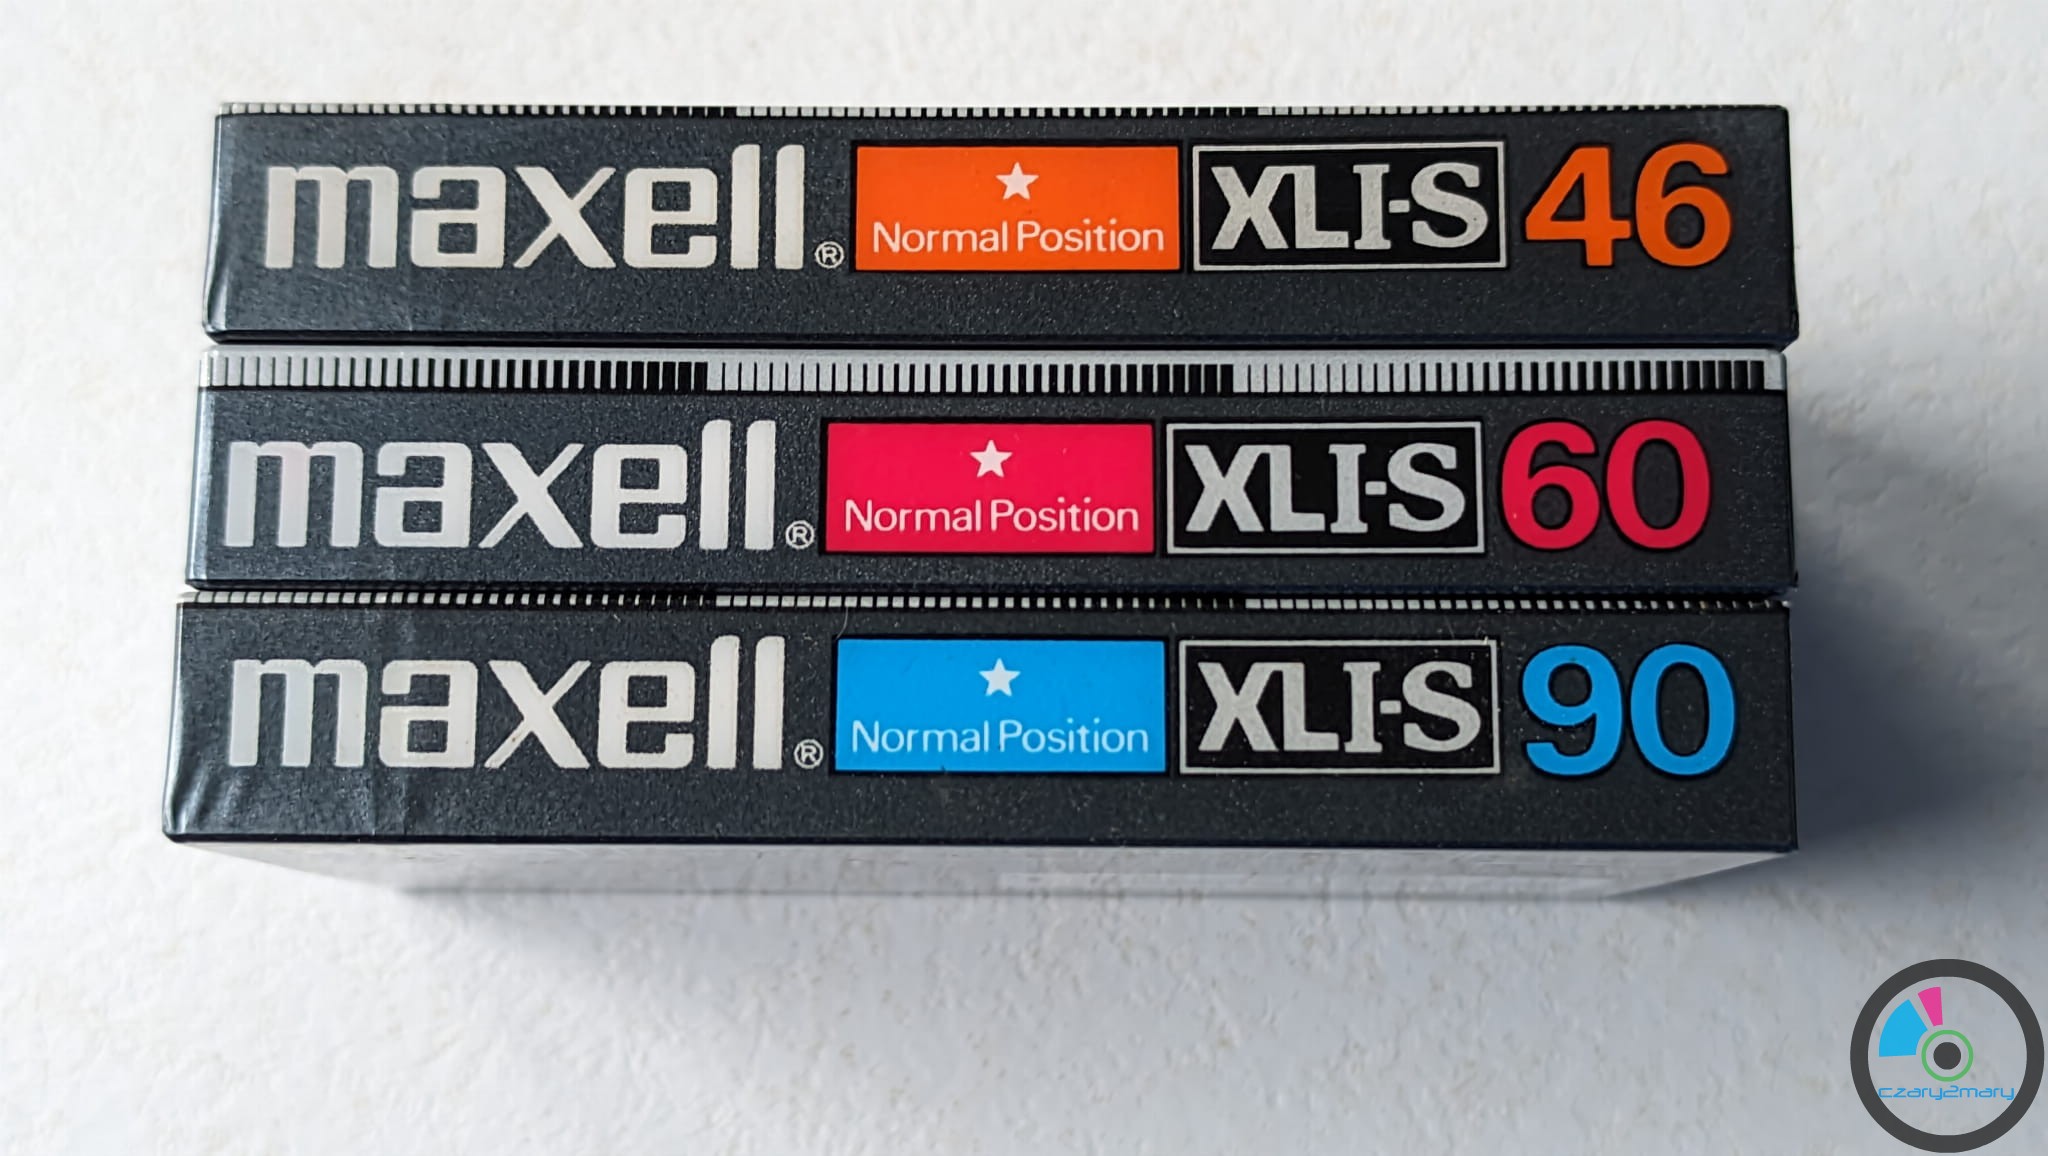 maxell® ★ Normal Position XLI-S 46
maxell® ★ Normal Position XLI-S 60
maxell® ★ Normal Position XLI-S 90
czary2mary